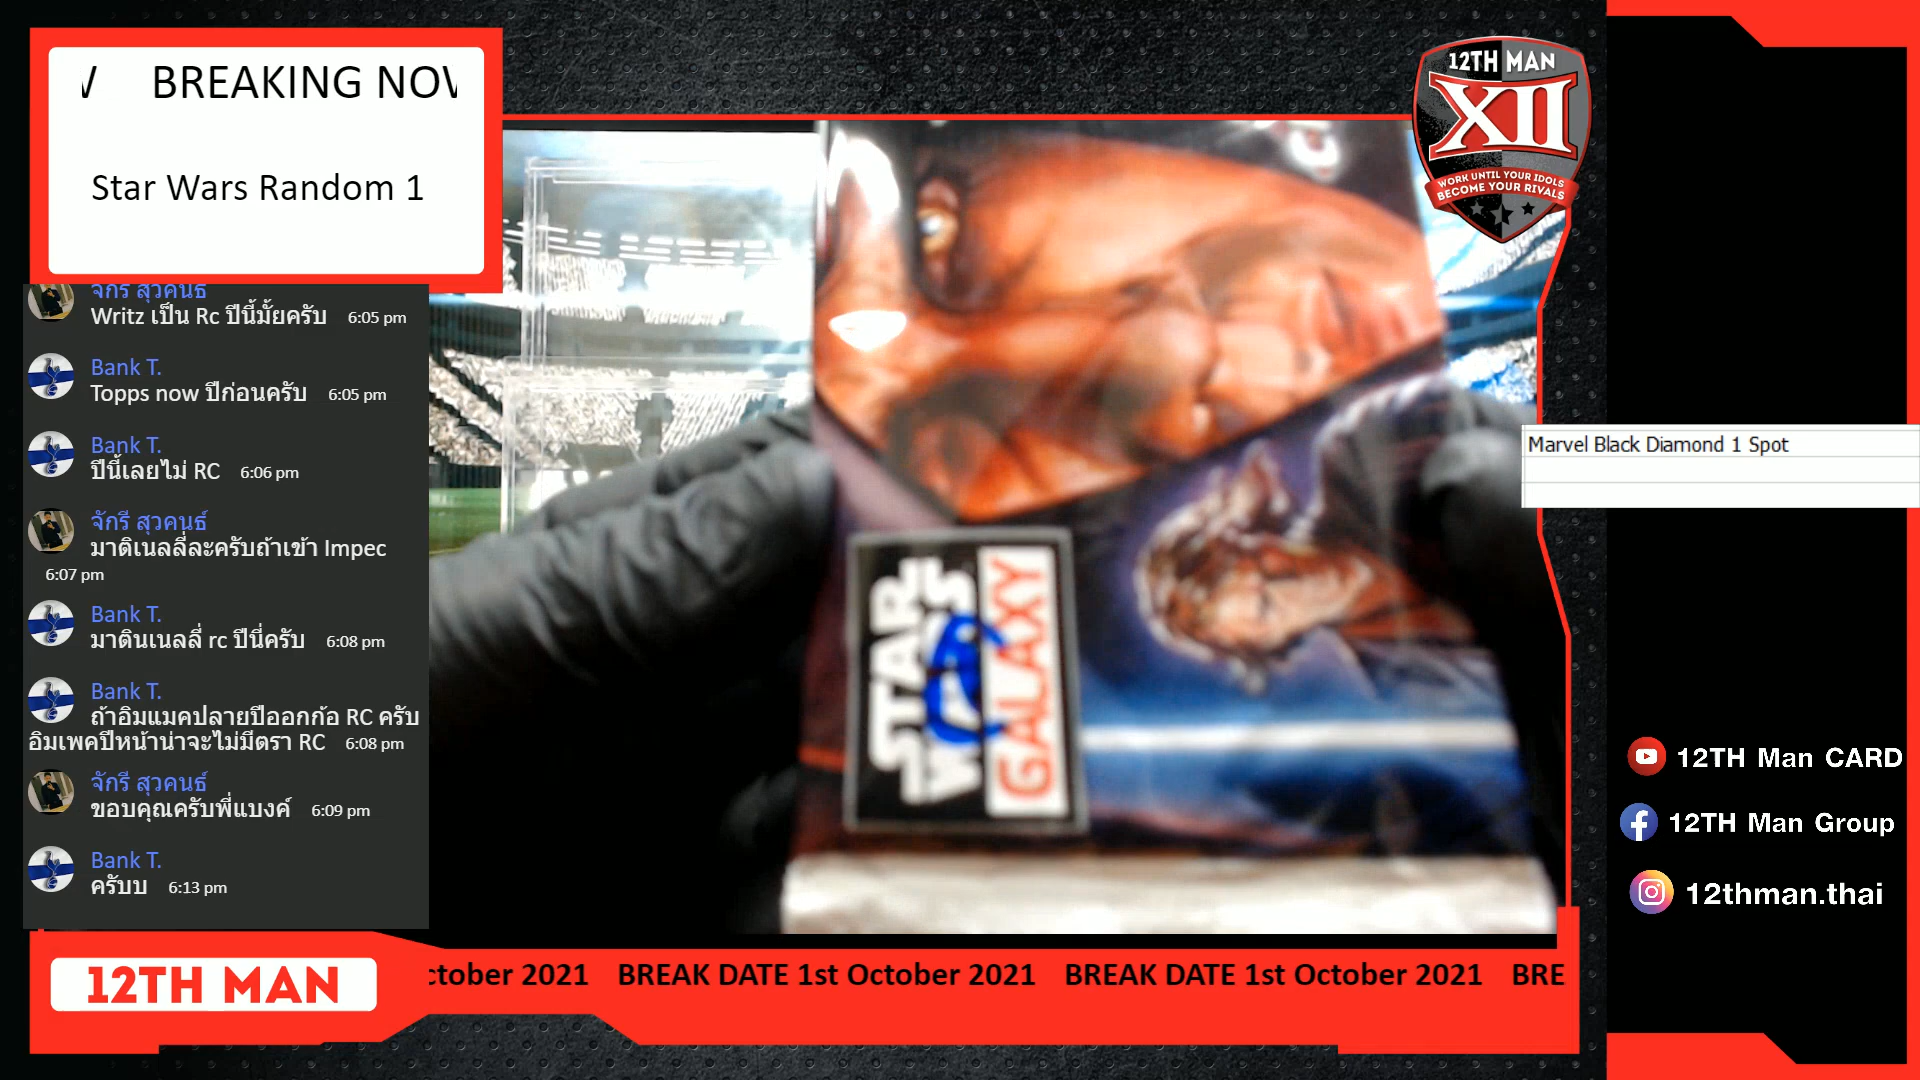 W BREAKING NOW
Star Wars Random 1
จักรี สุวคนธ์
Writz เป็น Rc ปีนี้มั้ยครับ 6:05 pm
Bank T.
Topps now ปีก่อนครับ 6:05 pm
Bank T.
ปีนี้เลยไม่ RC 6:06 pm
จักรี สุวคนธ์
มาติเนลลี่ละครับถ้าเข้า Impec
6:07 pm
Bank T.
มาตินเนลลี่ rc ปีนี่ครับ 6:08 pm
Bank T.
ถ้าอิมแมคปลายปีออกก้อ RC ครับ
อิมเพคปีหน้าน่าจะไม่มีตรา RC 6:08 pm
จักรี สุวคนธ์
ขอบคุณครับพี่แบงค์ 6:09 pm
Bank T.
ครับบ 6:13 pm
12TH MAN
XII
WORK UNTIL YOUR IDOLS
BECOME YOUR RIVALS
STAR
WARS
GALAXY
Marvel Black Diamond 1 Spot
12TH Man CARD
12TH Man Group
12thman.thai
12TH MAN
ctober 2021 BREAK DATE 1st October 2021 BREAK DATE 1st October 2021 BRE